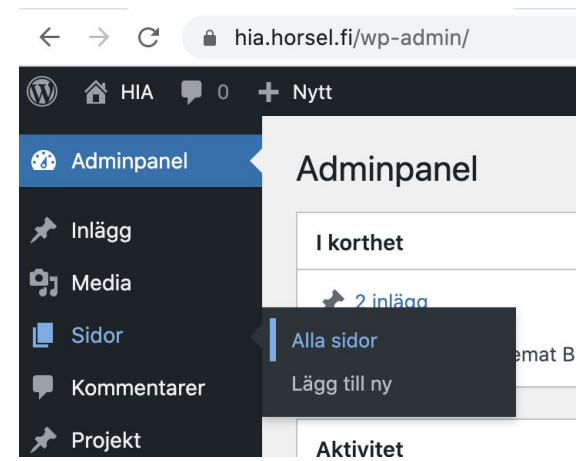 hia.horsel.fi/wp-admin/
HIA 0 Nytt
Adminpanel
Adminpanel
Inlägg
I korthet
Media
2 inlägg
Sidor
Alla sidor
Lägg till ny
Kommentarer
Projekt
Aktivitet